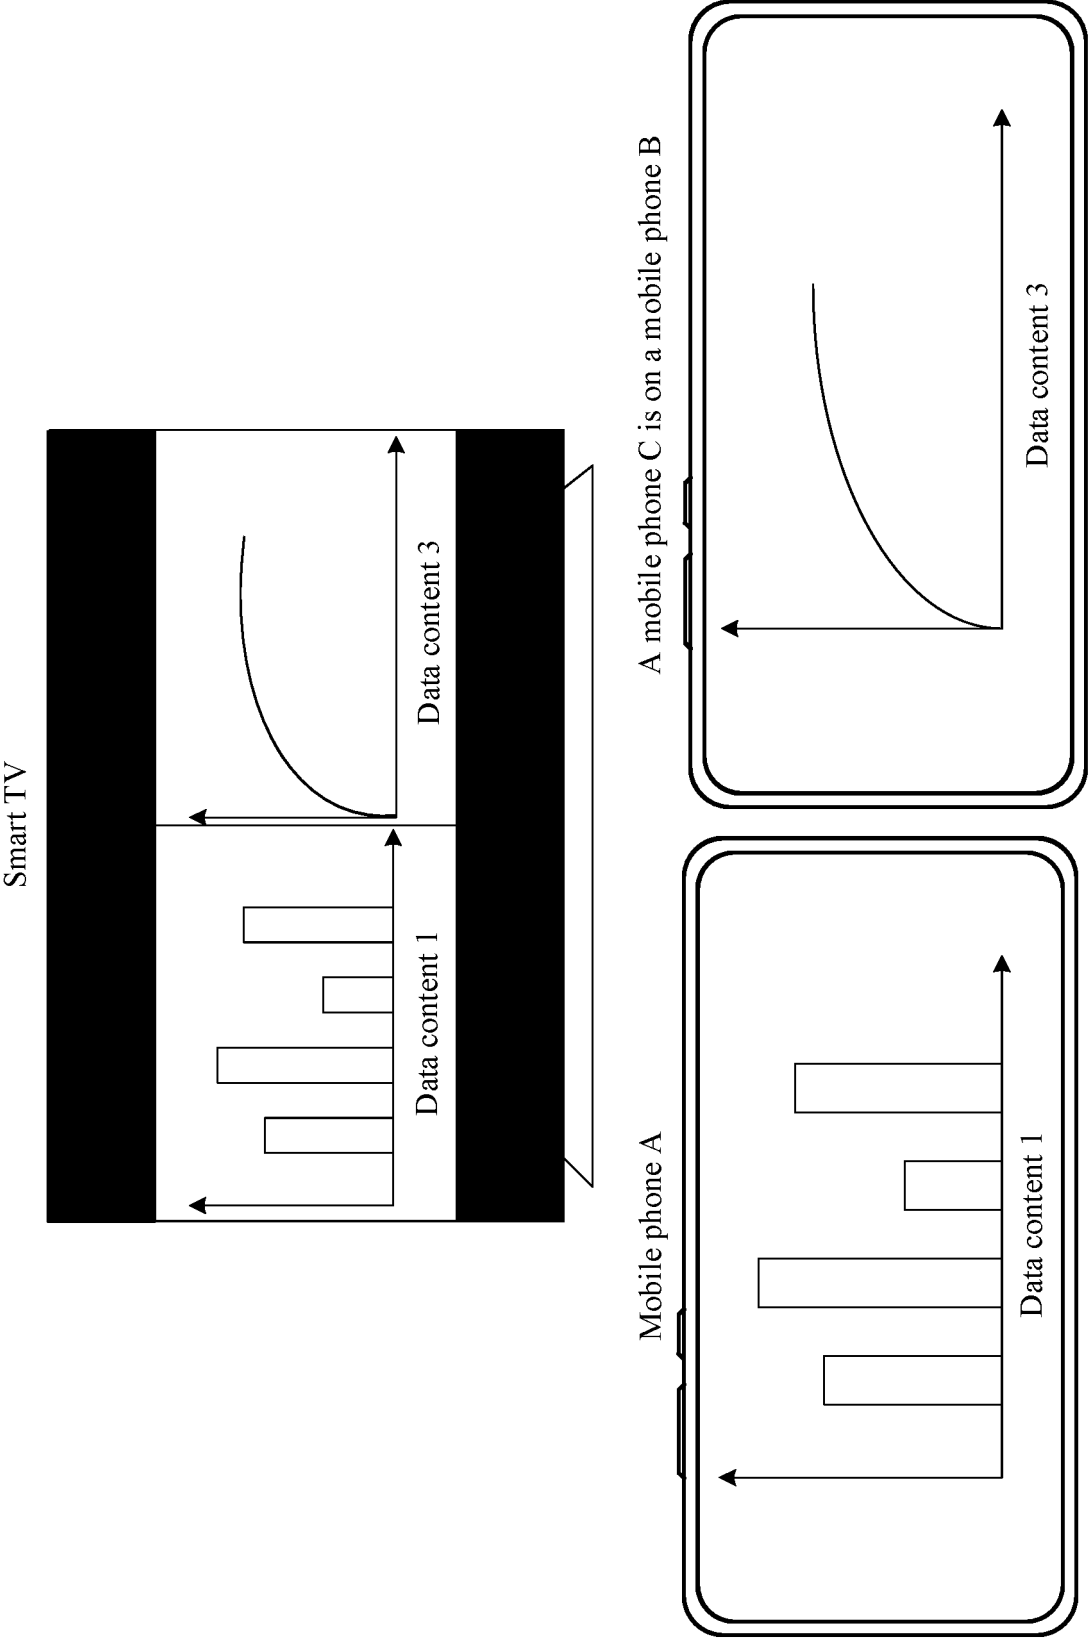 Smart TV
Data content 1
Data content 3
Mobile phone A
A mobile phone C is on a mobile phone B
Data content 1
Data content 3